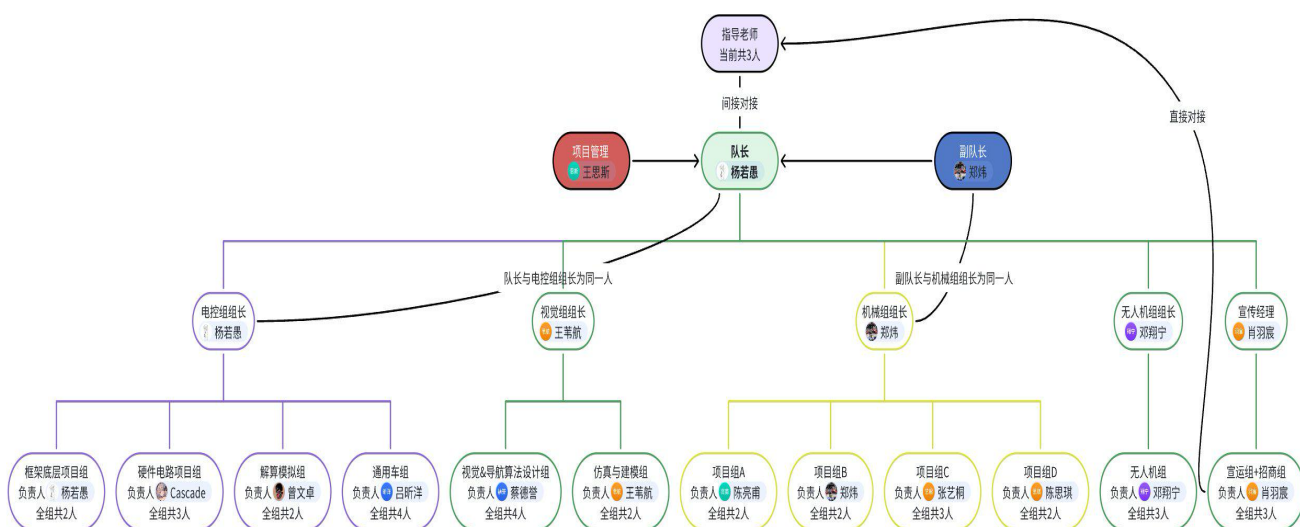 指导老师
当前共3人
间接对接
直接对接
项目管理
王思斯
队长
杨若愚
副队长
郑炜
队长与电控组组长为同一人
副队长与机械组组长为同一人
电控组组长
杨若愚
视觉组组长
王苇航
机械组组长
郑炜
无人机组组长
邓翔宁
宣传经理
肖羽宸
框架底层项目组
负责人 杨若愚
全组共2人
硬件电路项目组
负责人 Cascade
全组共3人
解算模拟组
负责人 曾文卓
全组共2人
通用车组
负责人 吕昕洋
全组共4人
视觉&导航算法设计组
负责人 蔡德誉
全组共4人
仿真与建模组
负责人 王苇航
全组共2人
项目组A
负责人 陈亮甫
全组共2人
项目组B
负责人 郑炜
全组共2人
项目组C
负责人 张艺桐
全组共3人
项目组D
负责人 陈思琪
全组共2人
无人机组
负责人 邓翔宁
全组共3人
宣运组+招商组
负责人 肖羽宸
全组共3人